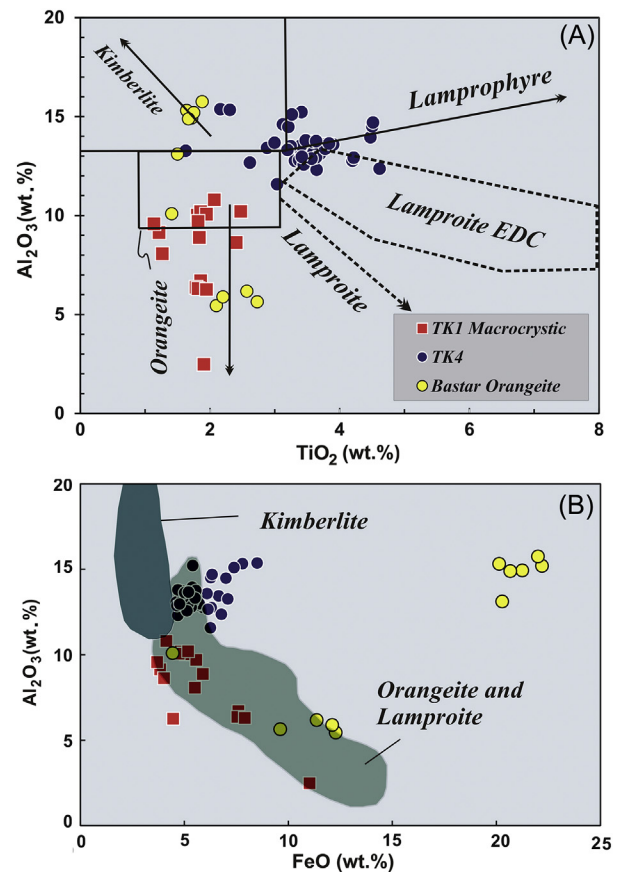 (A)
20
15
10
5
0
Al2O3(wt. %)
Kimberlite
Lamprophyre
Lamproite EDC
Lamproite
Orangeite
TK1 Macrocrystic
TK4
Bastar Orangeite
0
2
4
6
8
TiO2 (wt.%)
(B)
20
15
10
5
0
Al2O3(wt. %)
Kimberlite
Orangeite and
Lamproite
0
5
10
15
20
25
FeO (wt.%)